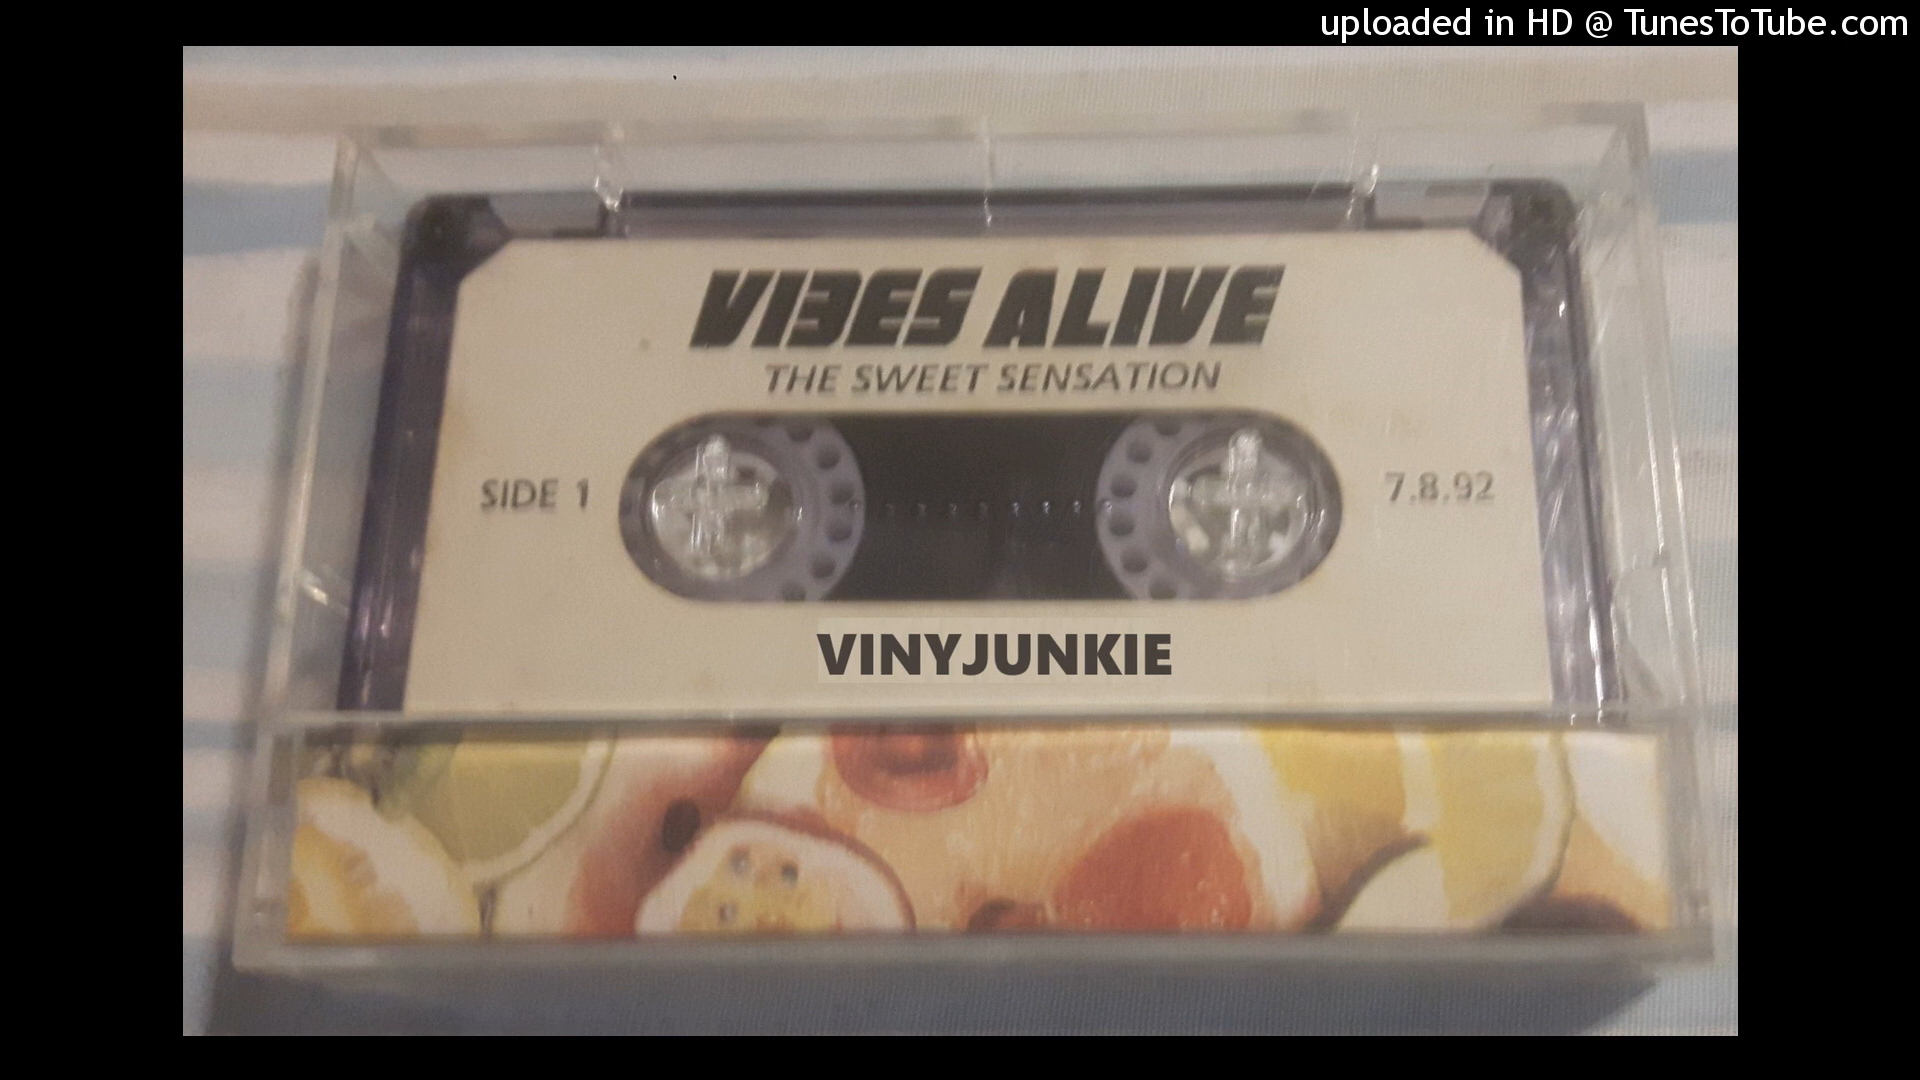 uploaded in HD @ TunesToTube.com
VIBES ALIVE
THE SWEET SENSATION
SIDE 1
7.8.92
VINYJUNKIE